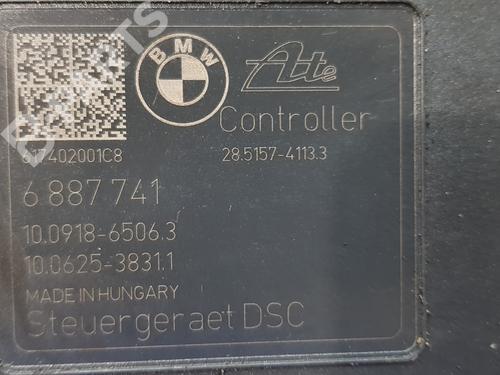 BMW
Ate
Controller
617402001C8
28.5157-4113.3
6 887 741
10.0918-6506.3
10.0625-3831.1
MADE IN HUNGARY
Steuergeraet DSC